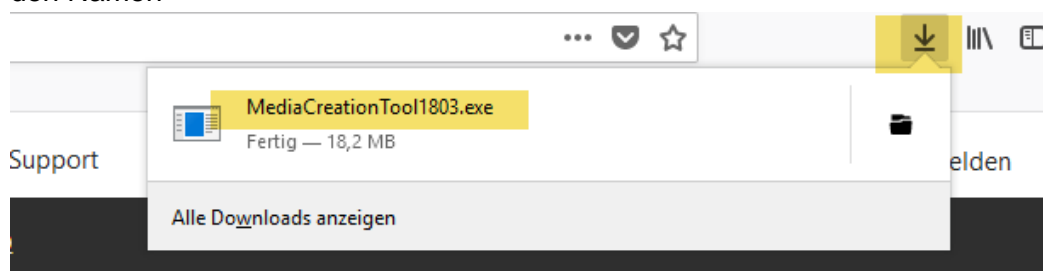 MediaCreationTool1803.exe
Fertig — 18,2 MB
Support
elden
Alle Downloads anzeigen